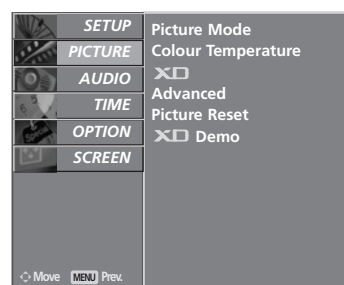 SETUP
PICTURE
AUDIO
TIME
OPTION
SCREEN
Move MENU Prev.
Picture Mode
Colour Temperature
XD
Advanced
Picture Reset
XD Demo